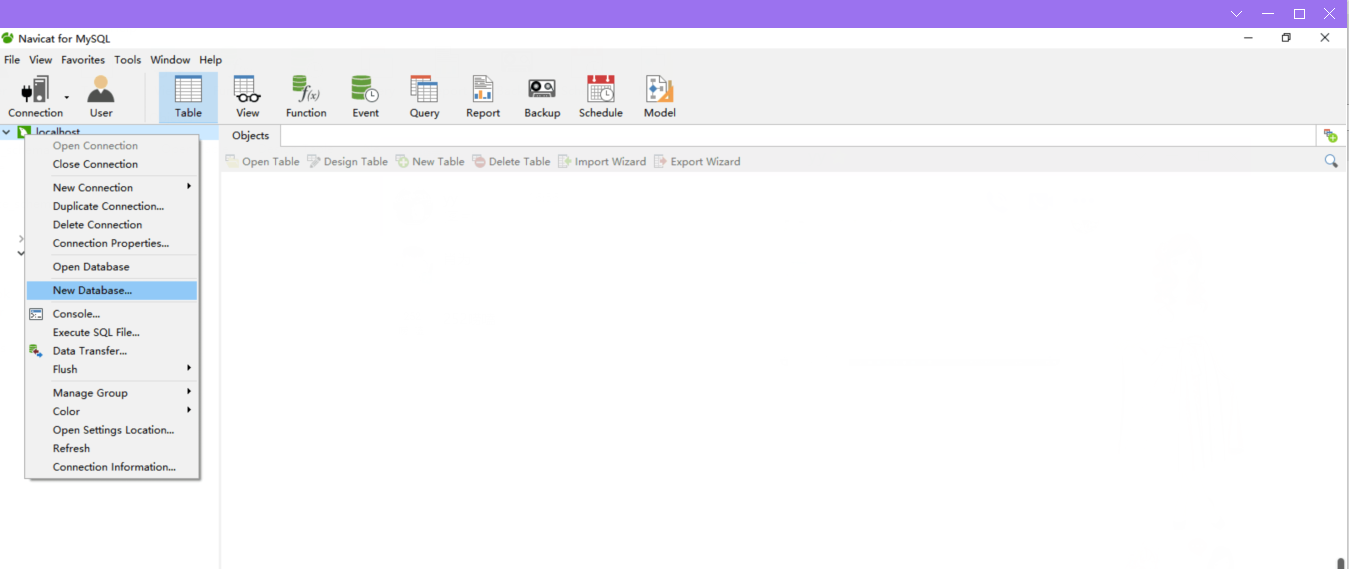 Navicat for MySQL
File View Favorites Tools Window Help
Connection User Table View Function Event Query Report Backup Schedule Model
f(x)
localhost
Objects
Open Table Design Table New Table Delete Table Import Wizard Export Wizard
Open Connection
Close Connection
New Connection
Duplicate Connection...
Delete Connection
Connection Properties...
Open Database
New Database...
Console...
Execute SQL File...
Data Transfer...
Flush
Manage Group
Color
Open Settings Location...
Refresh
Connection Information...